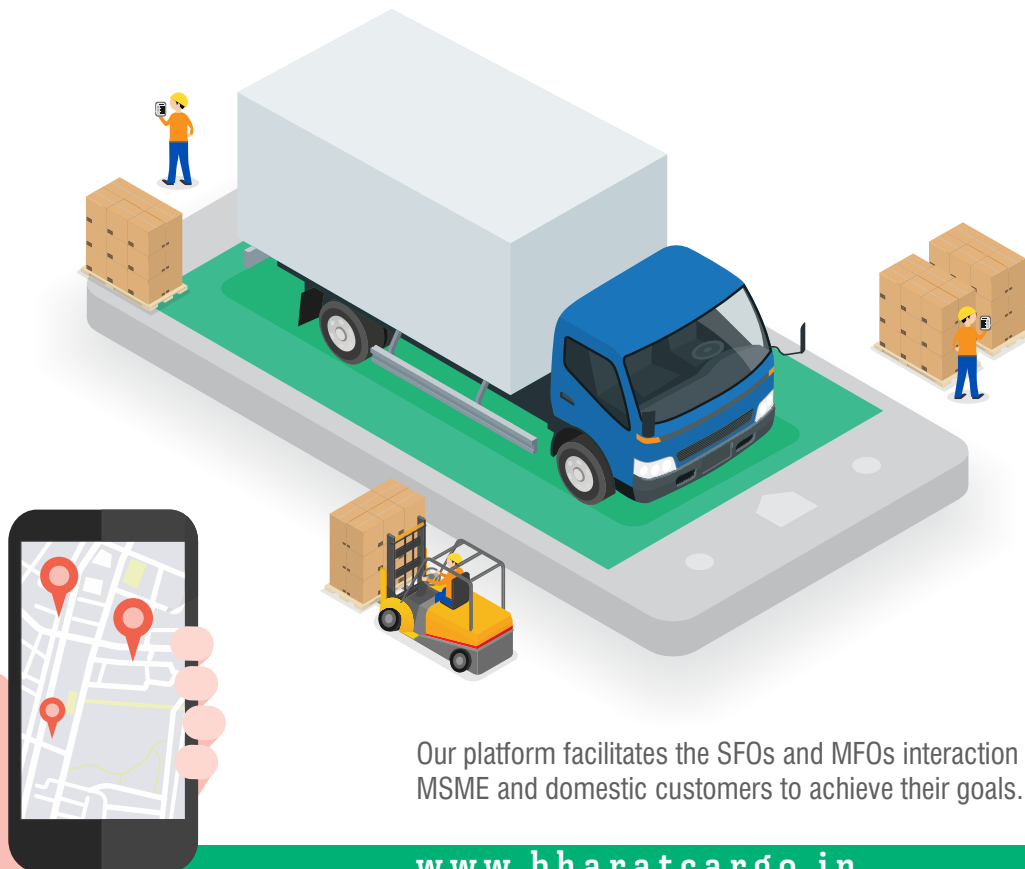 Our platform facilitates the SFOs and MFOs interaction
MSME and domestic customers to achieve their goals.
www.bharatcargo.in